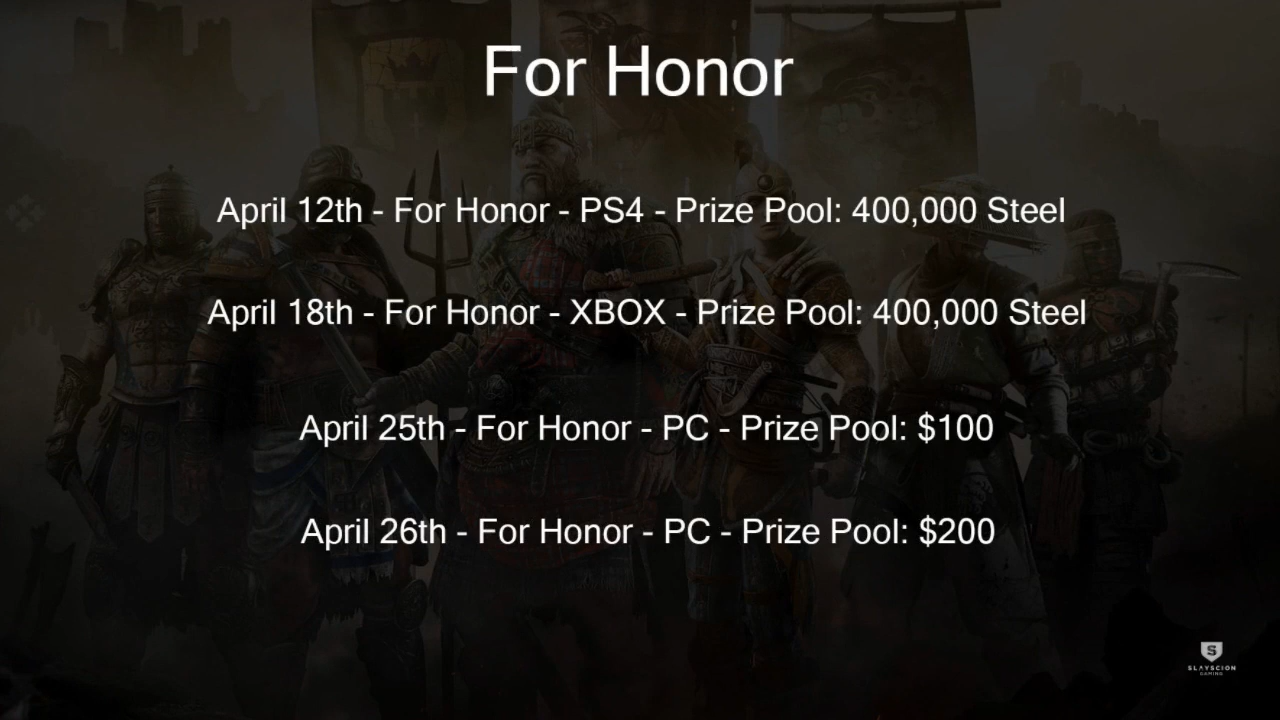 For Honor
April 12th - For Honor - PS4 - Prize Pool: 400,000 Steel
April 18th - For Honor - XBOX - Prize Pool: 400,000 Steel
April 25th - For Honor - PC - Prize Pool: $100
April 26th - For Honor - PC - Prize Pool: $200
S
SLAYSCION
GAMING